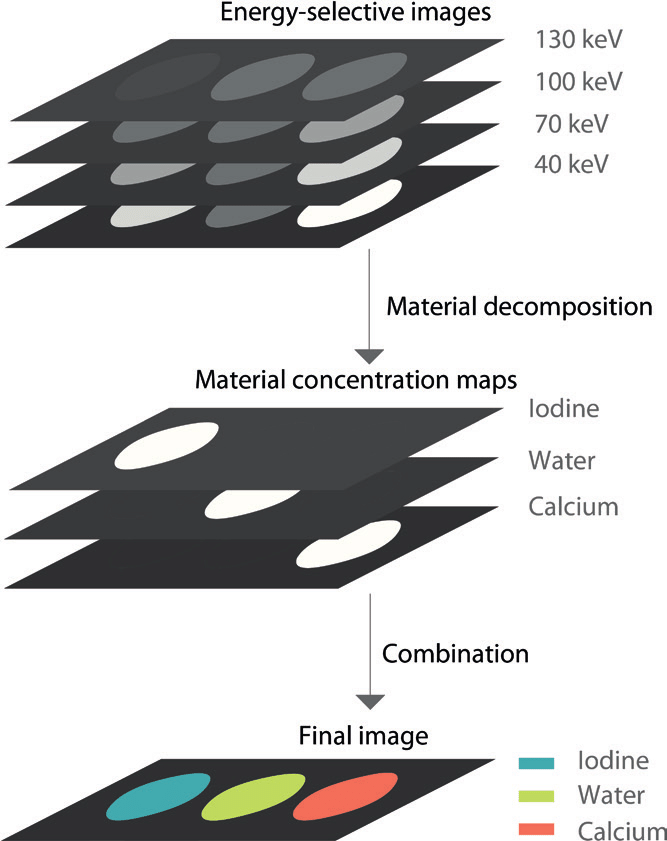 Energy-selective images
130 keV
100 keV
70 keV
40 keV
Material decomposition
Material concentration maps
Iodine
Water
Calcium
Combination
Final image
Iodine
Water
Calcium